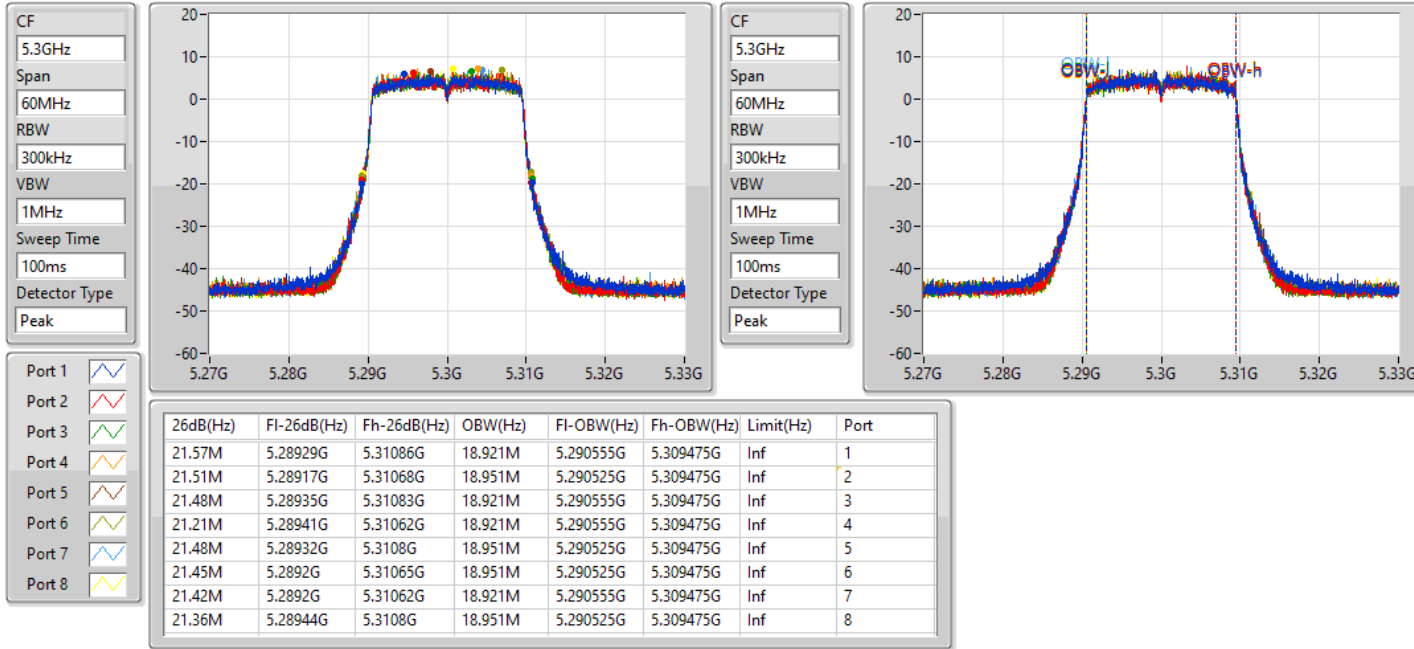 CF
5.3GHz
Span
60MHz
RBW
300kHz
VBW
1MHz
Sweep Time
100ms
Detector Type
Peak
20
10
0
-10
-20
-30
-40
-50
-60
5.27G 5.28G 5.29G 5.3G 5.31G 5.32G 5.33G
CF
5.3GHz
Span
60MHz
RBW
300kHz
VBW
1MHz
Sweep Time
100ms
Detector Type
Peak
20
10
0
-10
-20
-30
-40
-50
-60
OBW-l OBW-h
5.27G 5.28G 5.29G 5.3G 5.31G 5.32G 5.33G
Port 1
Port 2
Port 3
Port 4
Port 5
Port 6
Port 7
Port 8
26dB(Hz) Fl-26dB(Hz) Fh-26dB(Hz) OBW(Hz) Fl-OBW(Hz) Fh-OBW(Hz) Limit(Hz) Port
21.57M 5.28929G 5.31086G 18.921M 5.290555G 5.309475G Inf 1
21.51M 5.28917G 5.31068G 18.951M 5.290525G 5.309475G Inf 2
21.48M 5.28935G 5.31083G 18.921M 5.290555G 5.309475G Inf 3
21.21M 5.28941G 5.31062G 18.921M 5.290555G 5.309475G Inf 4
21.48M 5.28932G 5.3108G 18.951M 5.290525G 5.309475G Inf 5
21.45M 5.2892G 5.31065G 18.951M 5.290525G 5.309475G Inf 6
21.42M 5.2892G 5.31062G 18.921M 5.290555G 5.309475G Inf 7
21.36M 5.28944G 5.3108G 18.951M 5.290525G 5.309475G Inf 8